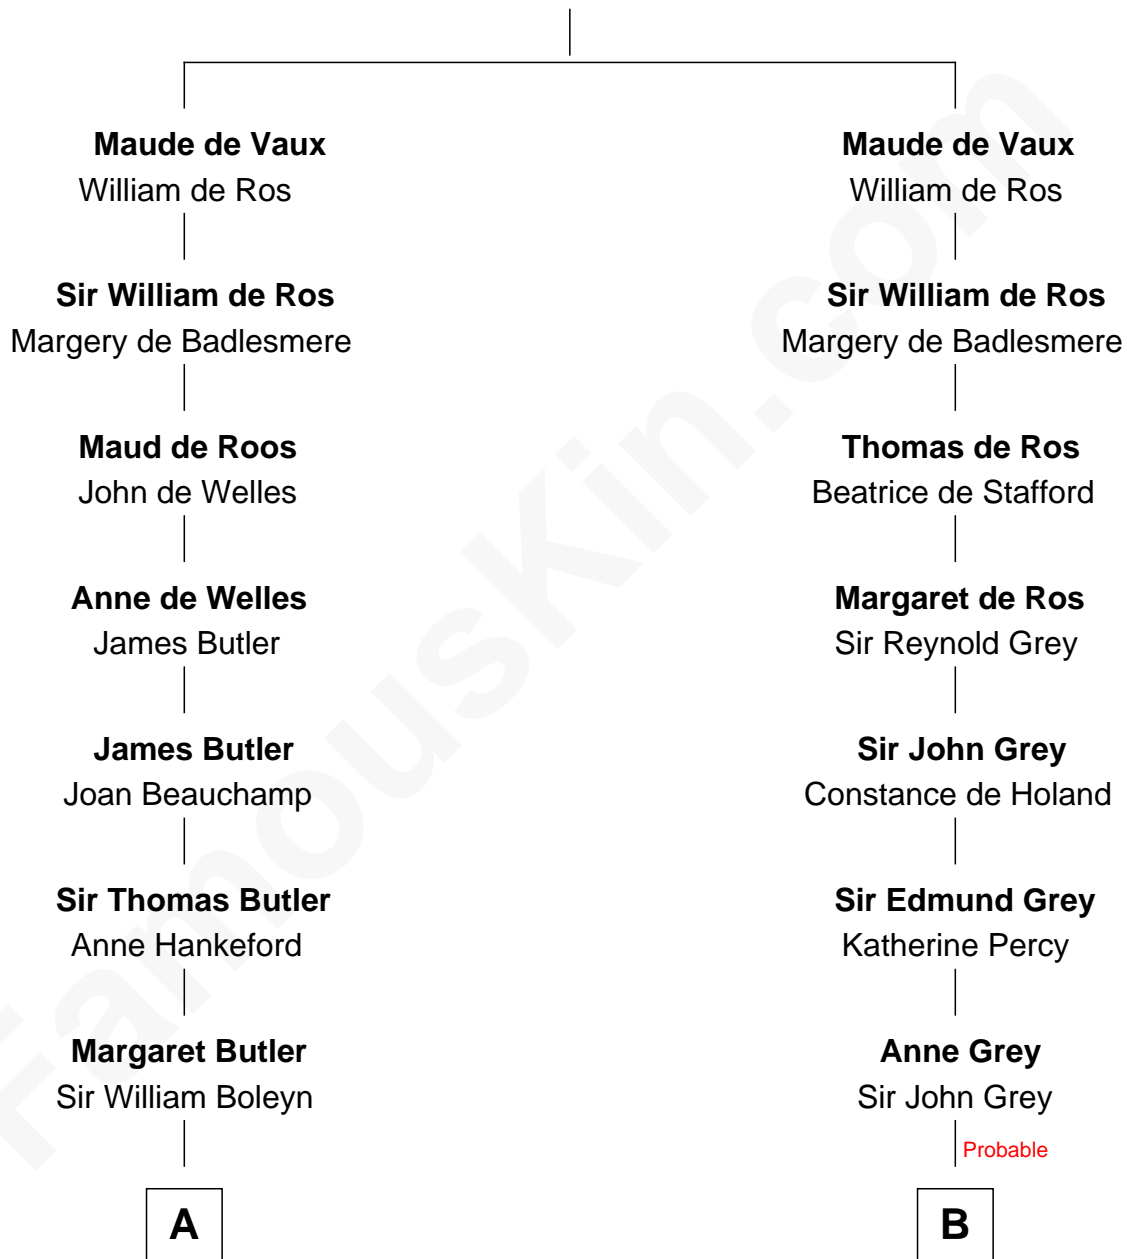 Maude de Vaux
William de Ros
Sir William de Ros
Margery de Badlesmere
Maud de Roos
John de Welles
Anne de Welles
James Butler
James Butler
Joan Beauchamp
Sir Thomas Butler
Anne Hankeford
Margaret Butler
Sir William Boleyn
A
Maude de Vaux
William de Ros
Sir William de Ros
Margery de Badlesmere
Thomas de Ros
Beatrice de Stafford
Margaret de Ros
Sir Reynold Grey
Sir John Grey
Constance de Holand
Sir Edmund Grey
Katherine Percy
Anne Grey
Sir John Grey
Probable
B
FamousKin.com